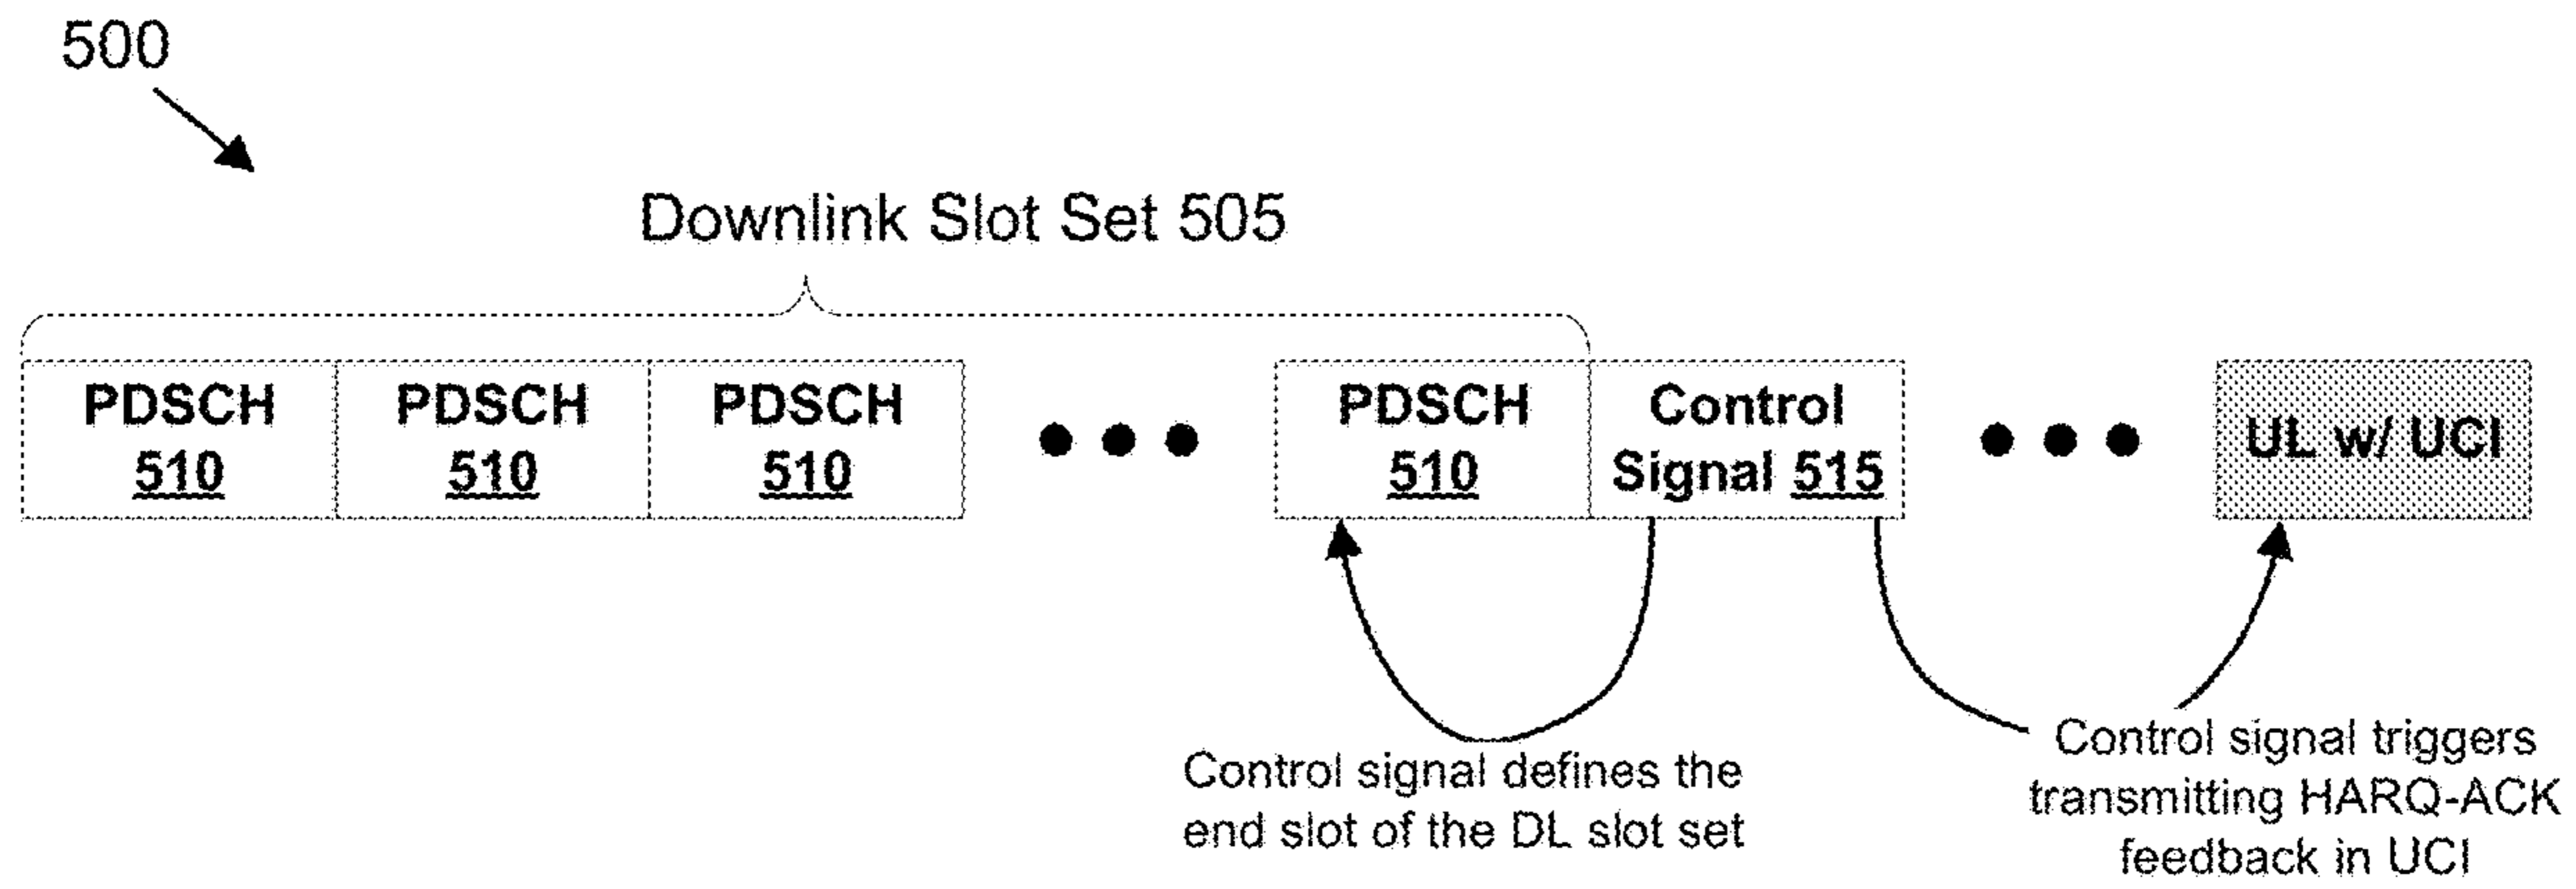 500
Downlink Slot Set 505
PDSCH PDSCH PDSCH PDSCH Control UL w/ UCI
510 510 510 510 Signal 515
Control signal defines the
end slot of the DL slot set
Control signal triggers
transmitting HARQ-ACK
feedback in UCI